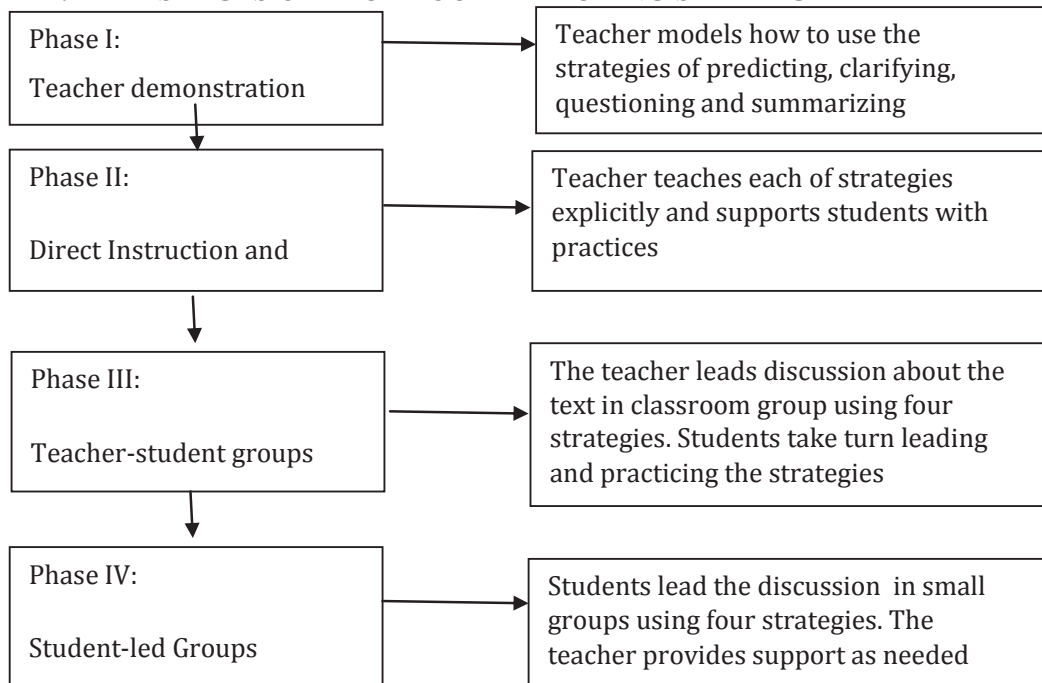 Phase I:
Teacher demonstration
Teacher models how to use the
strategies of predicting, clarifying,
questioning and summarizing
Phase II:
Direct Instruction and
Teacher teaches each of strategies
explicitly and supports students with
practices
Phase III:
Teacher-student groups
The teacher leads discussion about the
text in classroom group using four
strategies. Students take turn leading
and practicing the strategies
Phase IV:
Student-led Groups
Students lead the discussion in small
groups using four strategies. The
teacher provides support as needed